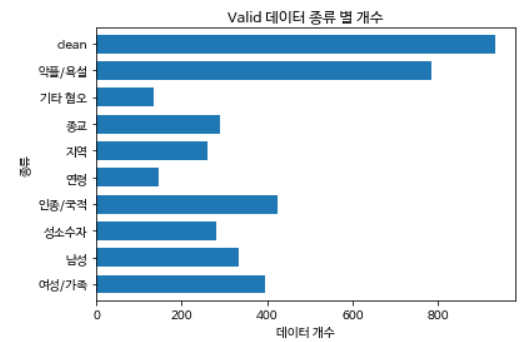 Valid 데이터 종류 별 개수
clean
악플/욕설
기타 혐오
종교
지역
연령
인종/국적
성소수자
남성
여성/가족
종류
0 200 400 600 800
데이터 개수